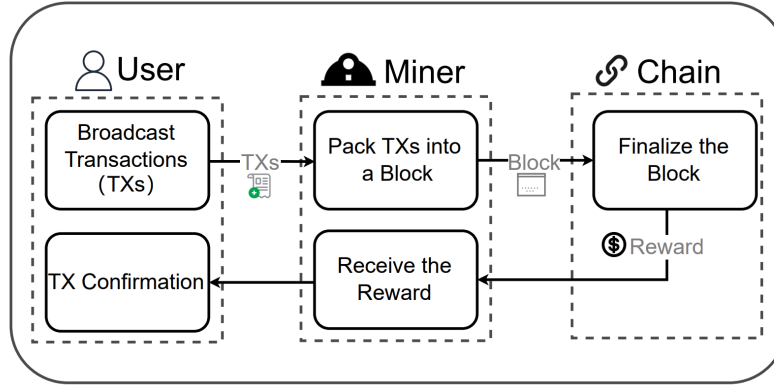 User
Miner
Chain
Broadcast
Transactions
(TXs)
TXs
Pack TXs into
a Block
Block
Finalize the
Block
TX Confirmation
Receive the
Reward
Reward